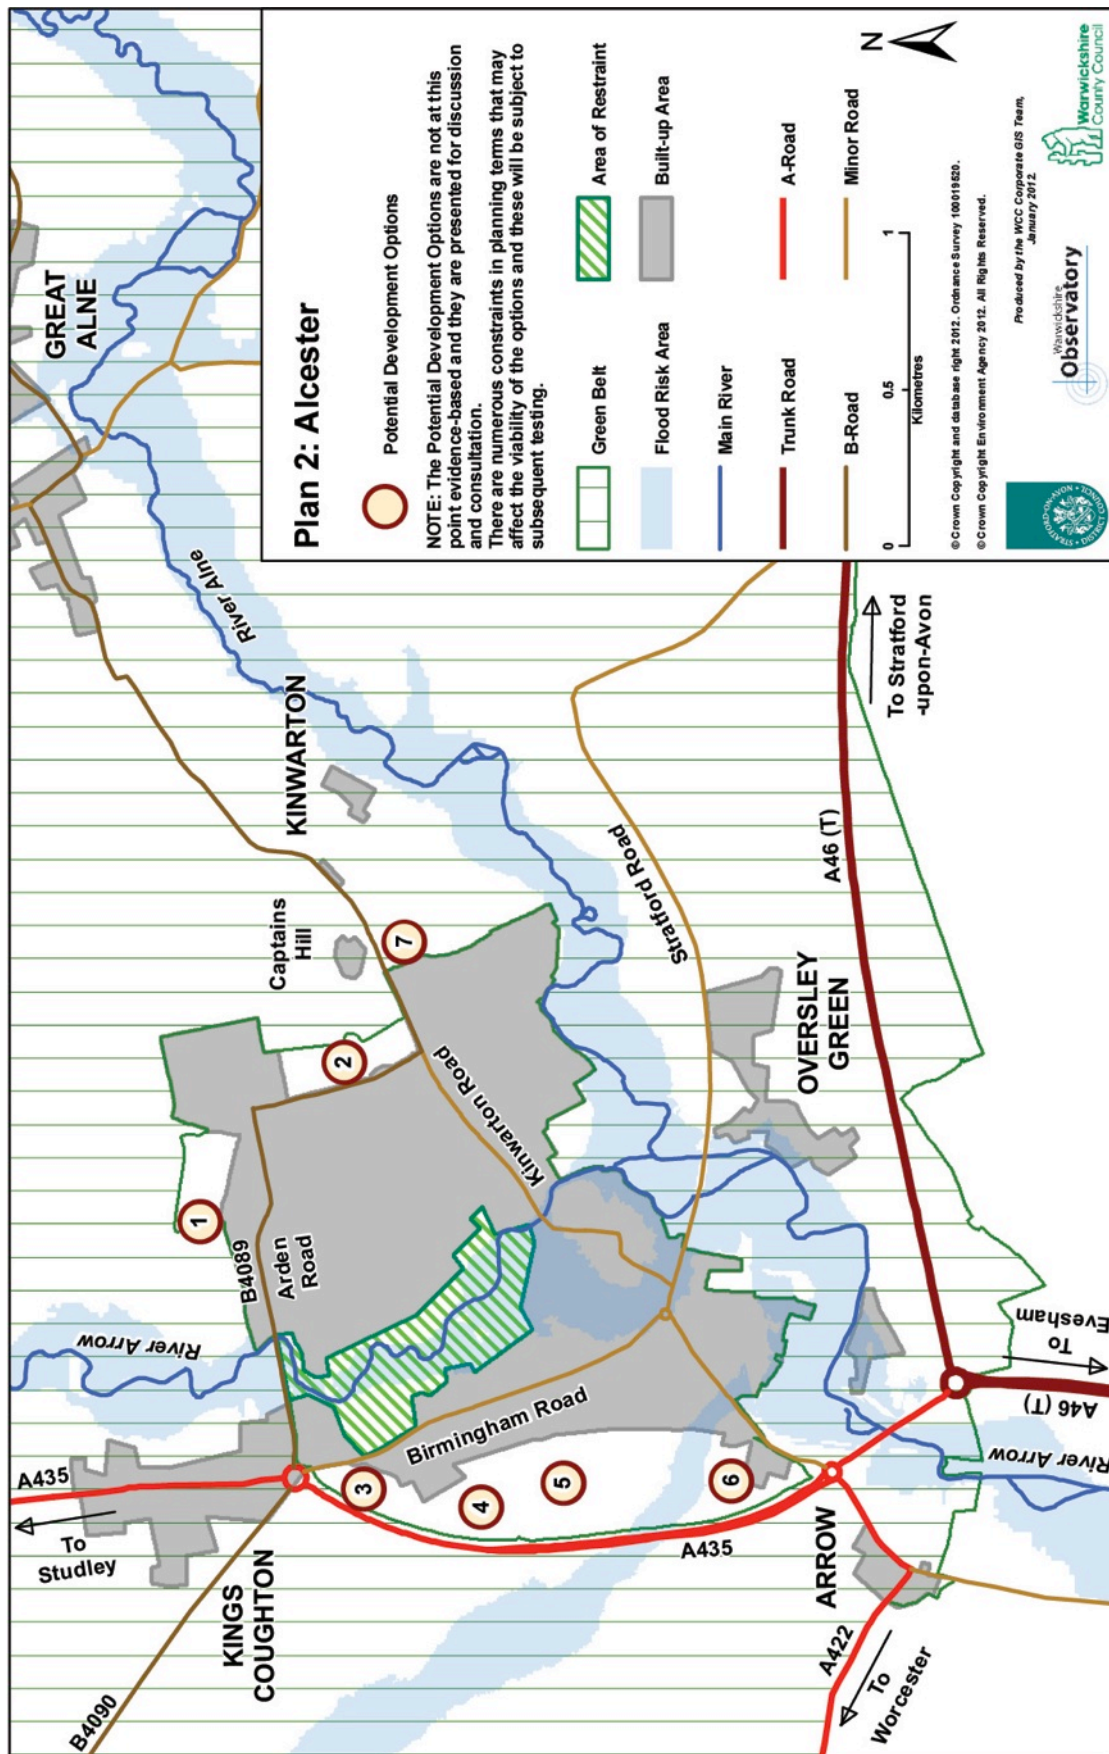 Plan 2: Alcester
Potential Development Options
NOTE: The Potential Development Options are not at this
point evidence-based and they are presented for discussion
and consultation.
There are numerous constraints in planning terms that may
affect the viability of the options and these will be subject to
subsequent testing.
Green Belt
Area of Restraint
Flood Risk Area
Built-up Area
Main River
Trunk Road
A-Road
B-Road
Minor Road
N
0
0.5
1
Kilometres
©Crown Copyright and database right 2012. Ordnance Survey 100019520.
©Crown Copyright Environment Agency 2012. All Rights Reserved.
Produced by the WCC Corporate GIS Team,
January 2012.
STRATFORD-ON-AVON • DISTRICT COUNCIL
Warwickshire
Observatory
Warwickshire
County Council
GREAT
ALNE
River Alne
KINWARTON
Captains
Hill
7
2
1
B4089
Arden
Road
Kinwarton Road
Stratford Road
OVERSLEY
GREEN
A46 (T)
To Stratford
-upon-Avon
River Arrow
Birmingham Road
A435
To
Studley
KINGS
COUGHTON
B4090
3
4
5
6
A435
ARROW
A422
To
Worcester
To
Evesham
A46 (T)
River Arrow